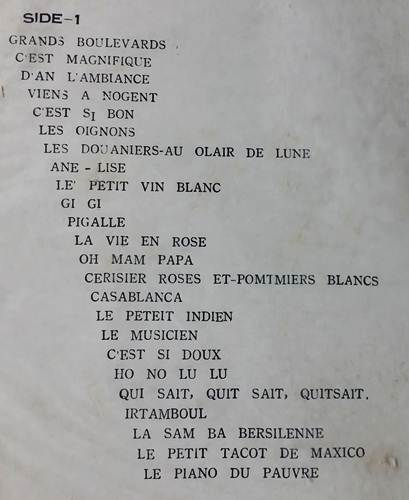 SIDE-1
GRANDS BOULEVARDS .
C'EST MAGNIFIQUE
D'AN L'AMBIANCE
VIENS A NOGENT
C'EST SI BON
LES OIGNONS
LES DOUANIERS-AU OLAIR DE LUNE
ANE - LISE
LE' PETIT VIN BLANC
GI GI
PIGALLE
LA VIE EN ROSE
OH MAM PAPA
CERISIER ROSES ET-POMTMIERS BLANCS
CASABLANCA
LE PETEIT INDIEN
LE MUSICIEN
C'EST SI DOUX
HO NO LU LU
QUI SAIT, QUIT SAIT, QUITSAIT.
IRTAMBOUL
LA SAM BA BERSILENNE
LE PETIT TACOT DE MAXICO
LE PIANO DU PAUVRE